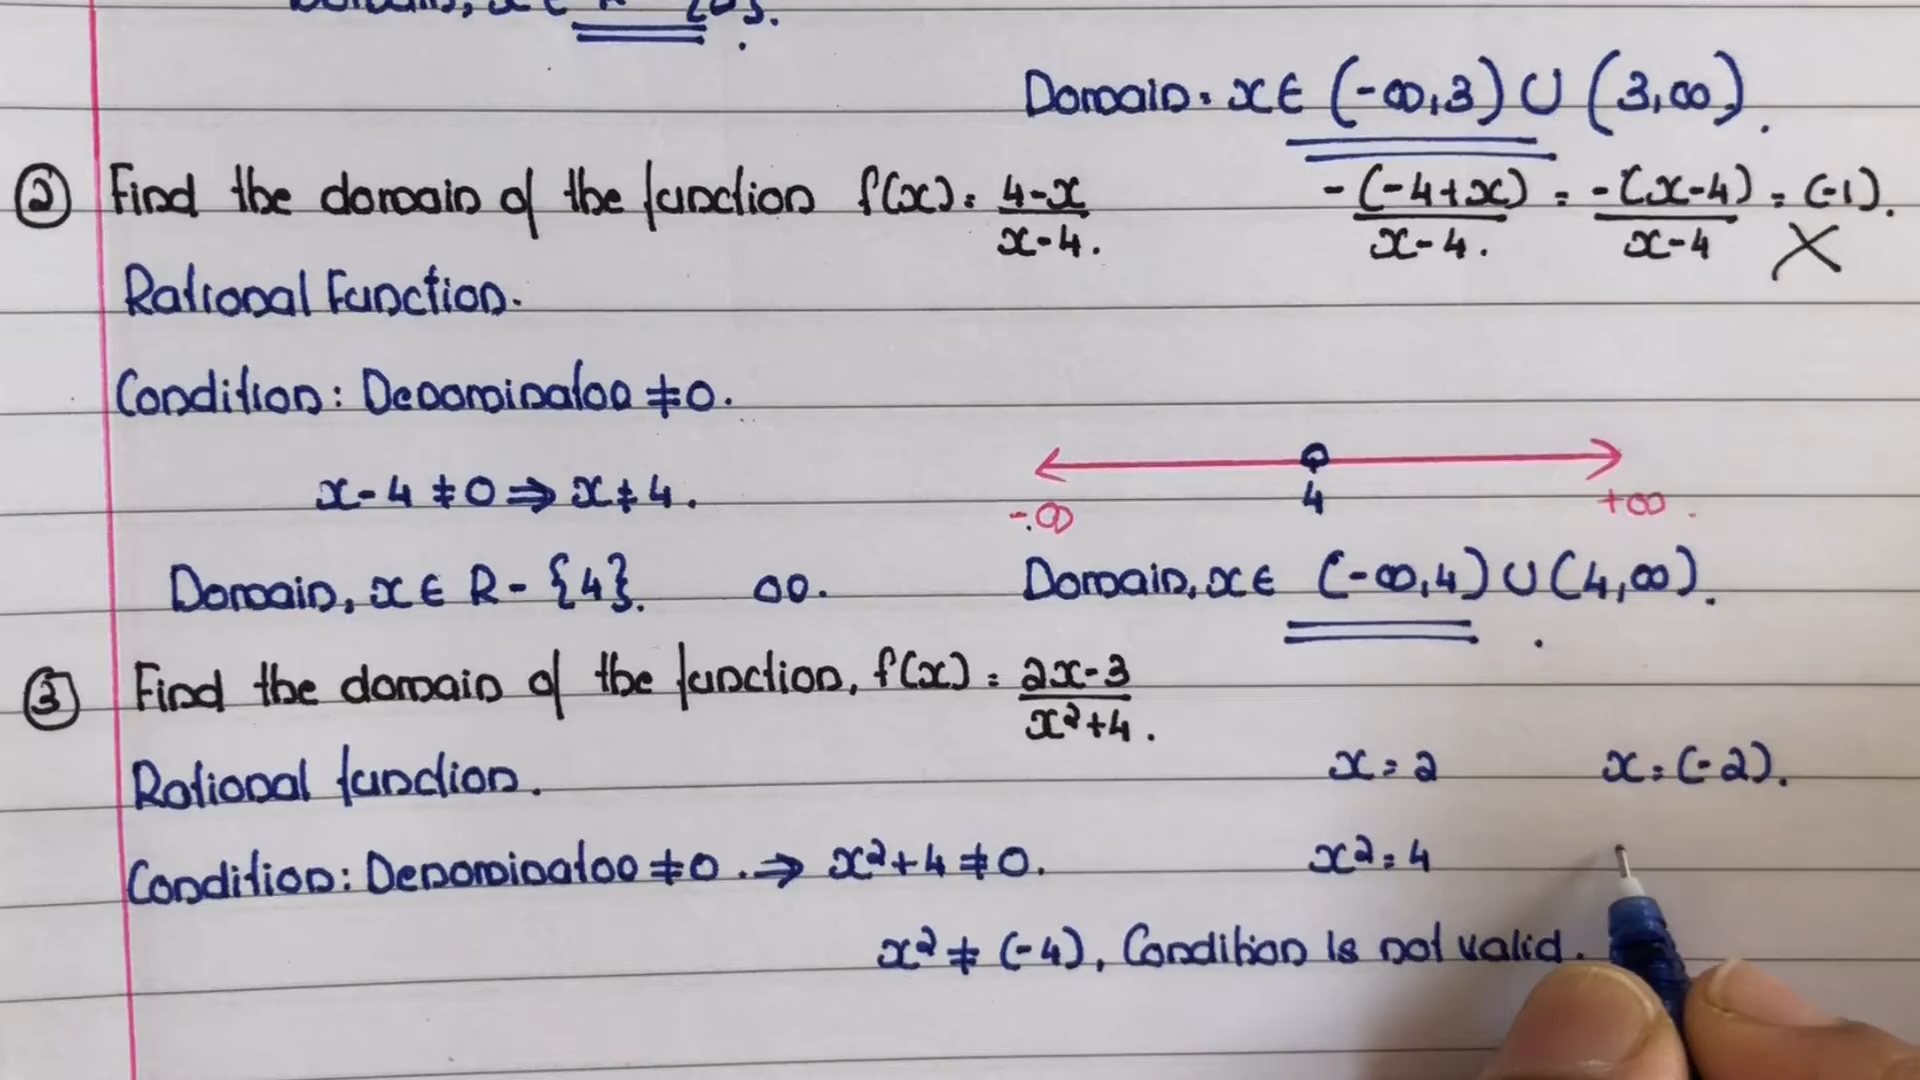 Domain, x ∈ R - {3}.
Domain, x ∈ (-∞,3) ∪ (3,∞).
② Find the domain of the function f(x) = (4-x)/(x-4). -(-4+x)/(x-4). = -(x-4)/(x-4) = (-1). X
Rational Function.
Condition: Denominator ≠ 0.
-∞ 4 +∞.
x-4 ≠ 0 ⇒ x ≠ 4.
Domain, x ∈ R - {4}. or. Domain, x ∈ (-∞,4) ∪ (4,∞).
③ Find the domain of the function, f(x) = (2x-3)/(x²+4).
Rational function. x = 2 x = (-2).
Condition: Denominator ≠ 0. ⇒ x²+4 ≠ 0. x² = 4
x² ≠ (-4), Condition is not valid.